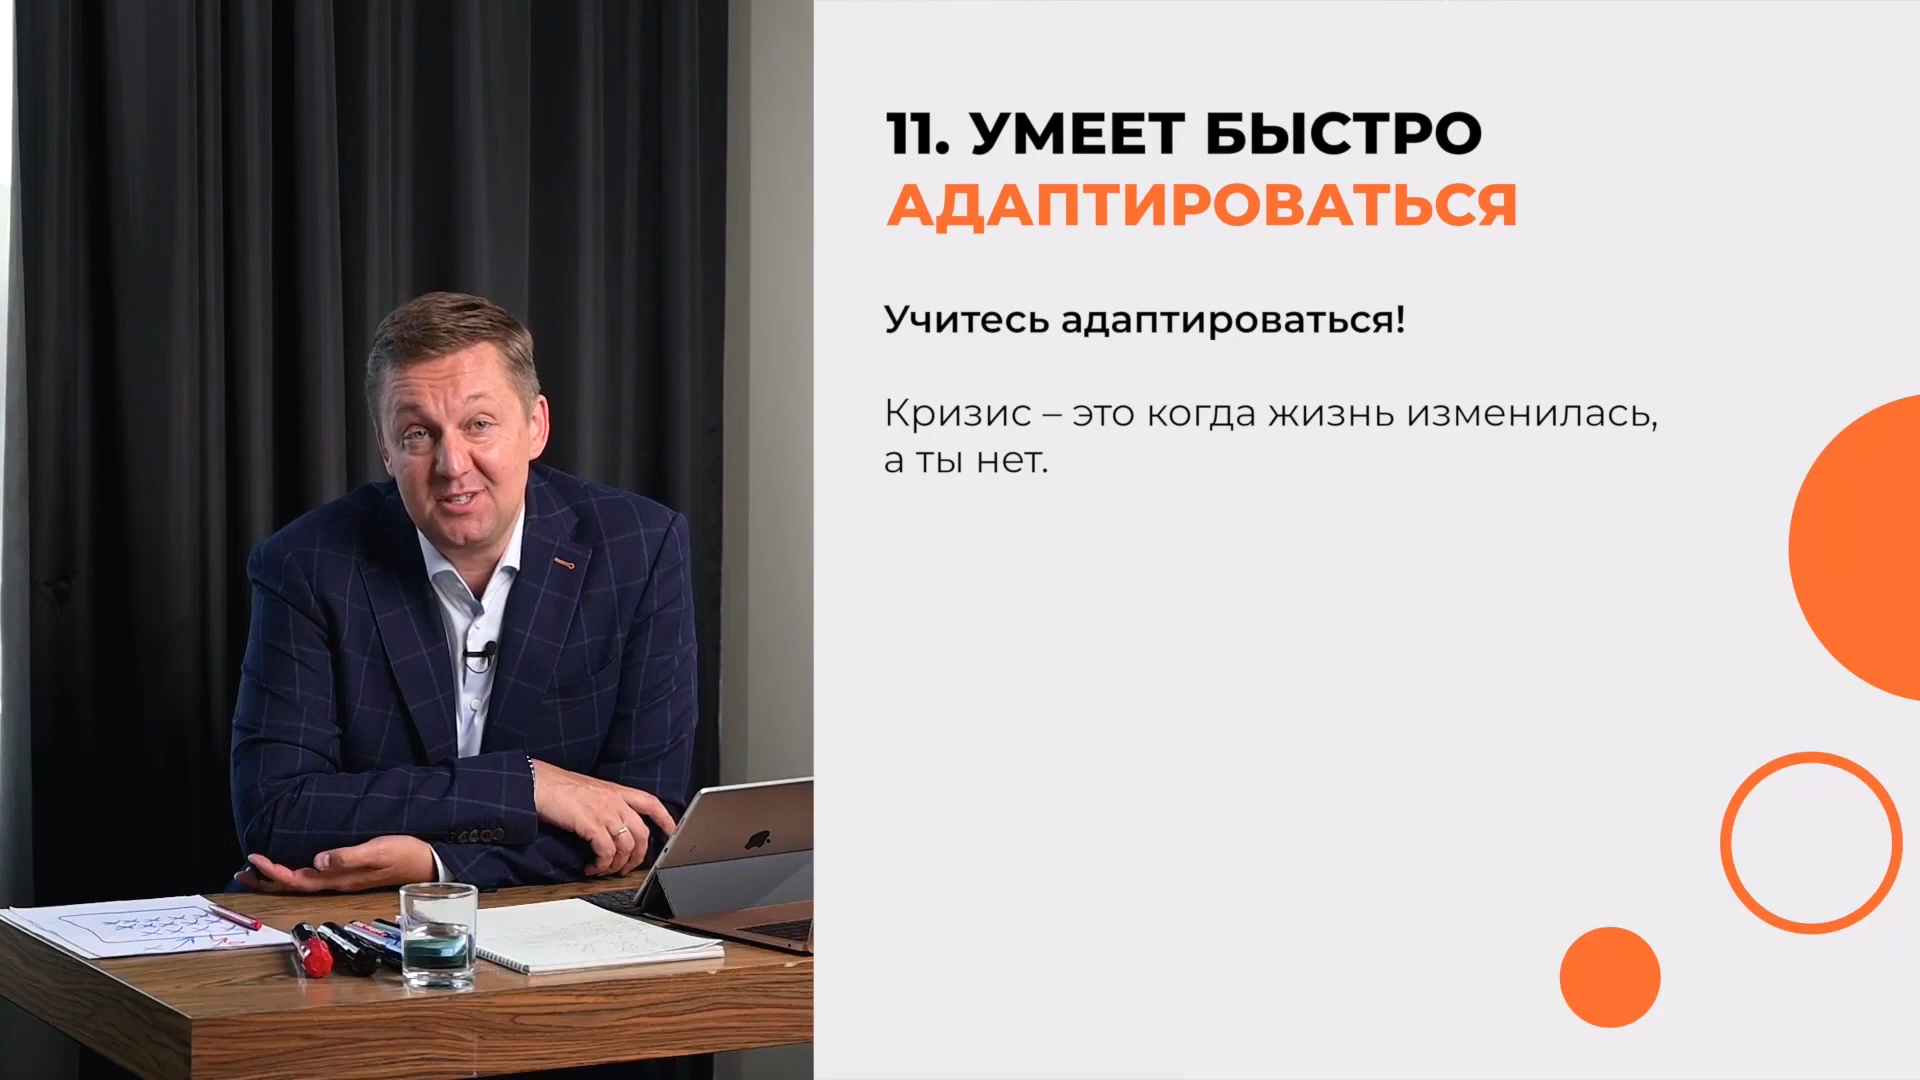 11. УМЕЕТ БЫСТРО
АДАПТИРОВАТЬСЯ
Учитесь адаптироваться!
Кризис – это когда жизнь изменилась,
а ты нет.